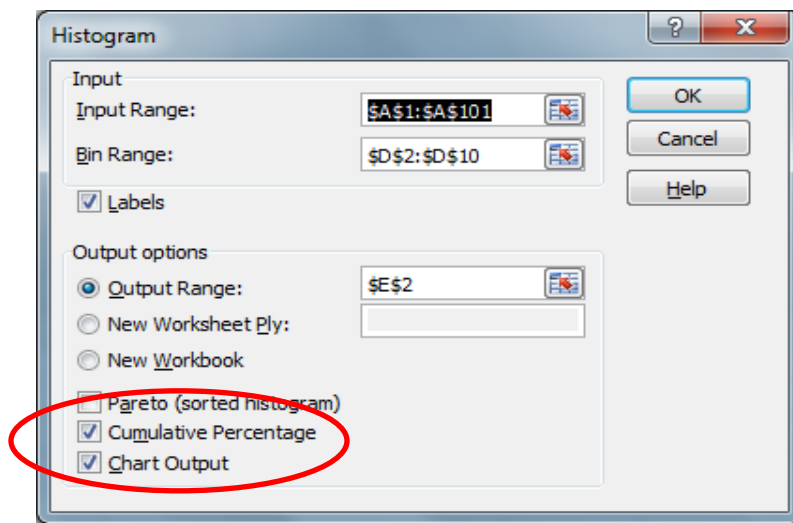 Histogram
?
X
Input
Input Range:
$A$1:$A$101
OK
Bin Range:
$D$2:$D$10
Cancel
Labels
Help
Output options
Output Range:
$E$2
New Worksheet Ply:
New Workbook
Pareto (sorted histogram)
Cumulative Percentage
Chart Output